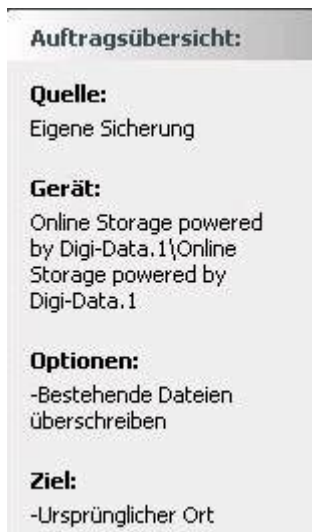 Auftragsübersicht:
Quelle:
Eigene Sicherung
Gerät:
Online Storage powered
by Digi-Data.1\Online
Storage powered by
Digi-Data.1
Optionen:
-Bestehende Dateien
überschreiben
Ziel:
-Ursprünglicher Ort